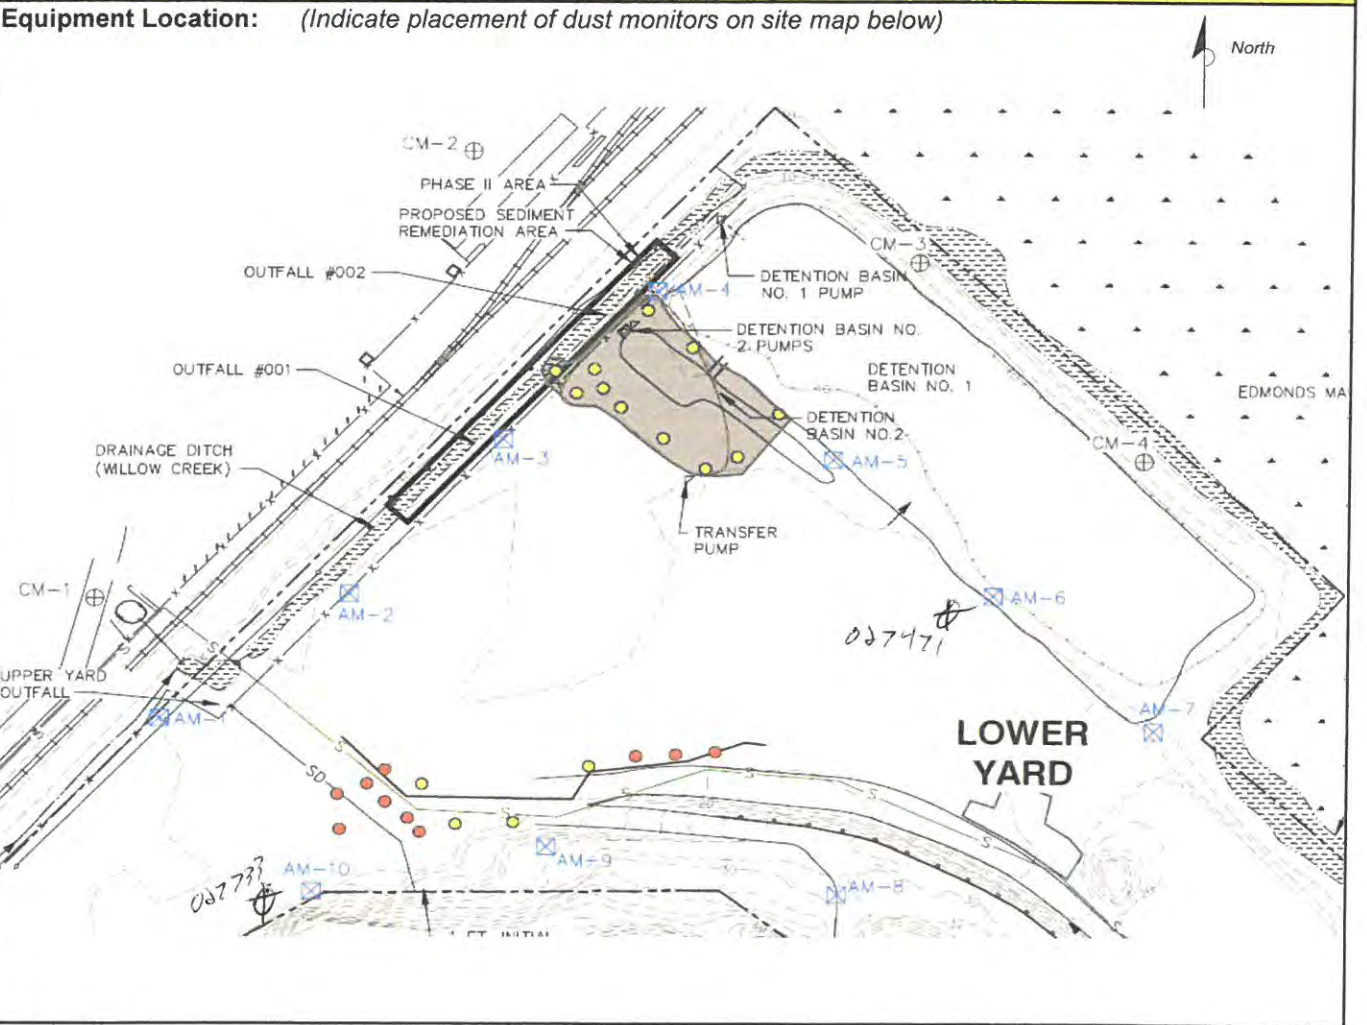 Equipment Location: (Indicate placement of dust monitors on site map below)
North
CM-2
PHASE II AREA
PROPOSED SEDIMENT
REMEDIATION AREA
CM-3
OUTFALL #002
DETENTION BASIN
NO. 1 PUMP
AM-4
DETENTION BASIN NO.
2 PUMPS
OUTFALL #001
DETENTION
BASIN NO. 1
EDMONDS MA
DETENTION
BASIN NO.2
DRAINAGE DITCH
(WILLOW CREEK)
AM-3
AM-5
CM-4
TRANSFER
PUMP
CM-1
AM-2
AM-6
027471
UPPER YARD
OUTFALL
S
S
AM-1
AM-7
LOWER
YARD
S
SD
S
S
S
S
S
AM-9
AM-10
AM-8
027733
S
1 FT INITIAL